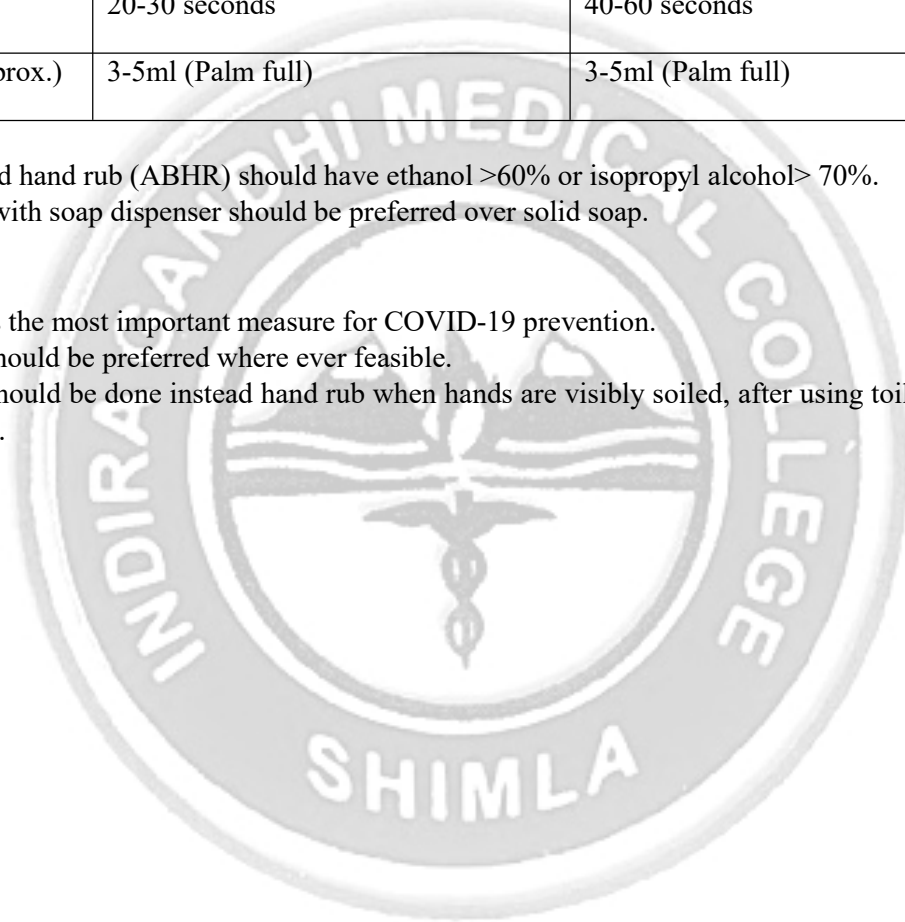 20-30 seconds 40-60 seconds
prox.) 3-5ml (Palm full) 3-5ml (Palm full)
d hand rub (ABHR) should have ethanol >60% or isopropyl alcohol> 70%.
with soap dispenser should be preferred over solid soap.
the most important measure for COVID-19 prevention.
hould be preferred where ever feasible.
hould be done instead hand rub when hands are visibly soiled, after using toil
.
INDIRA GANDHI MEDICAL COLLEGE
SHIMLA